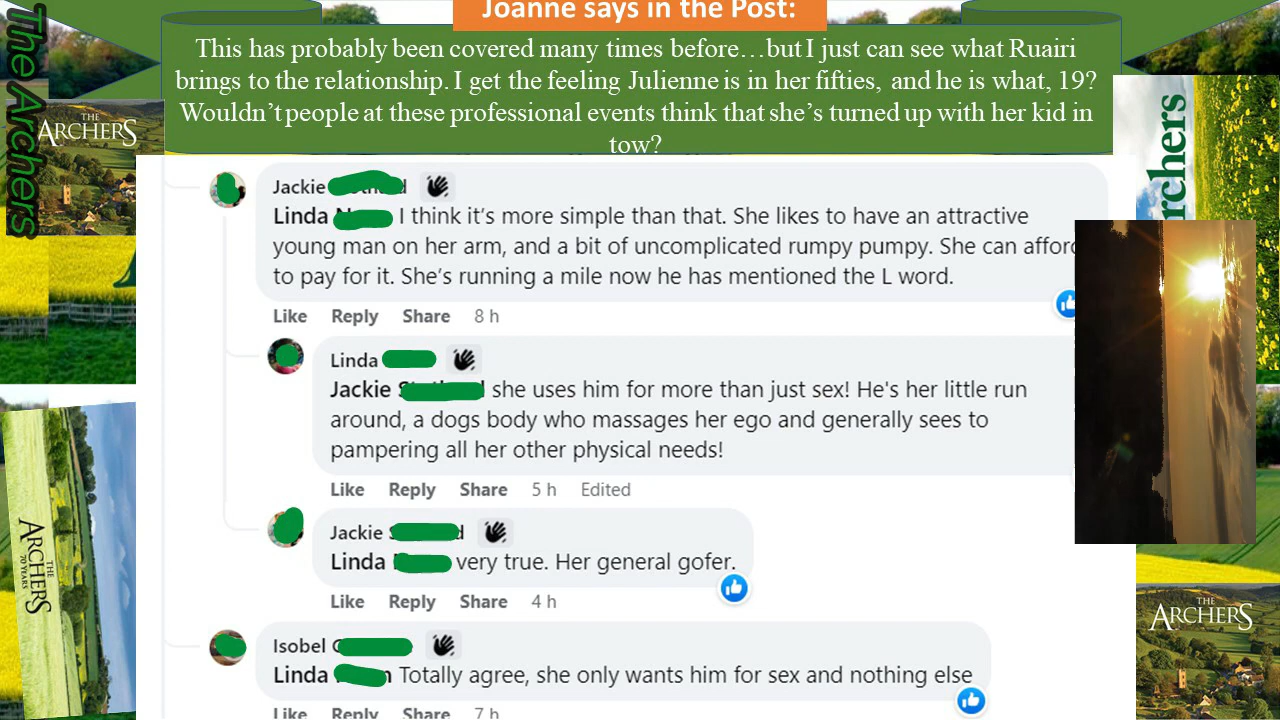 Joanne says in the Post:
This has probably been covered many times before…but I just can see what Ruairi
brings to the relationship. I get the feeling Julienne is in her fifties, and he is what, 19?
Wouldn't people at these professional events think that she's turned up with her kid in
tow?
The Archers
THE
ARCHERS
rchers
Jackie
Linda I think it's more simple than that. She likes to have an attractive
young man on her arm, and a bit of uncomplicated rumpy pumpy. She can afford
to pay for it. She's running a mile now he has mentioned the L word.
Like Reply Share 8 h
Linda
Jackie she uses him for more than just sex! He's her little run
around, a dogs body who massages her ego and generally sees to
pampering all her other physical needs!
Like Reply Share 5 h Edited
Jackie
Linda very true. Her general gofer.
Like Reply Share 4 h
Isobel
Linda Totally agree, she only wants him for sex and nothing else
Like Reply Share 7 h
THE
ARCHERS
70 YEARS
THE
ARCHERS